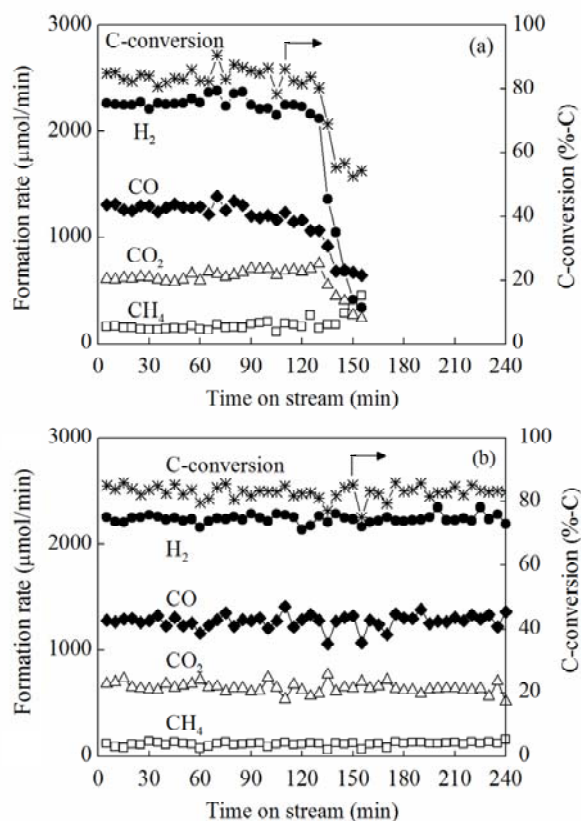 (a)
C-conversion
H2
CO
CO2
CH4
Formation rate (μmol/min)
3000
2000
1000
0
C-conversion (%-C)
100
80
60
40
20
0
0 30 60 90 120 150 180 210 240
Time on stream (min)
(b)
C-conversion
H2
CO
CO2
CH4
Formation rate (μmol/min)
3000
2000
1000
0
C-conversion (%-C)
100
80
60
40
20
0
0 30 60 90 120 150 180 210 240
Time on stream (min)